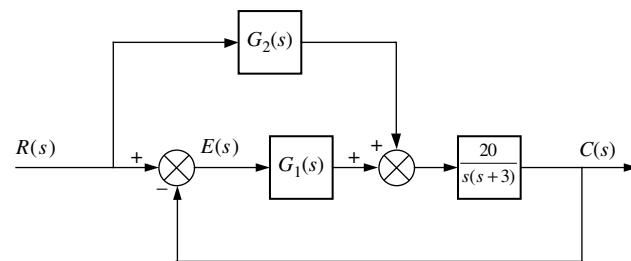 G₂(s)
R(s)
+
−
E(s)
G₁(s)
+
+
20
s(s+3)
C(s)